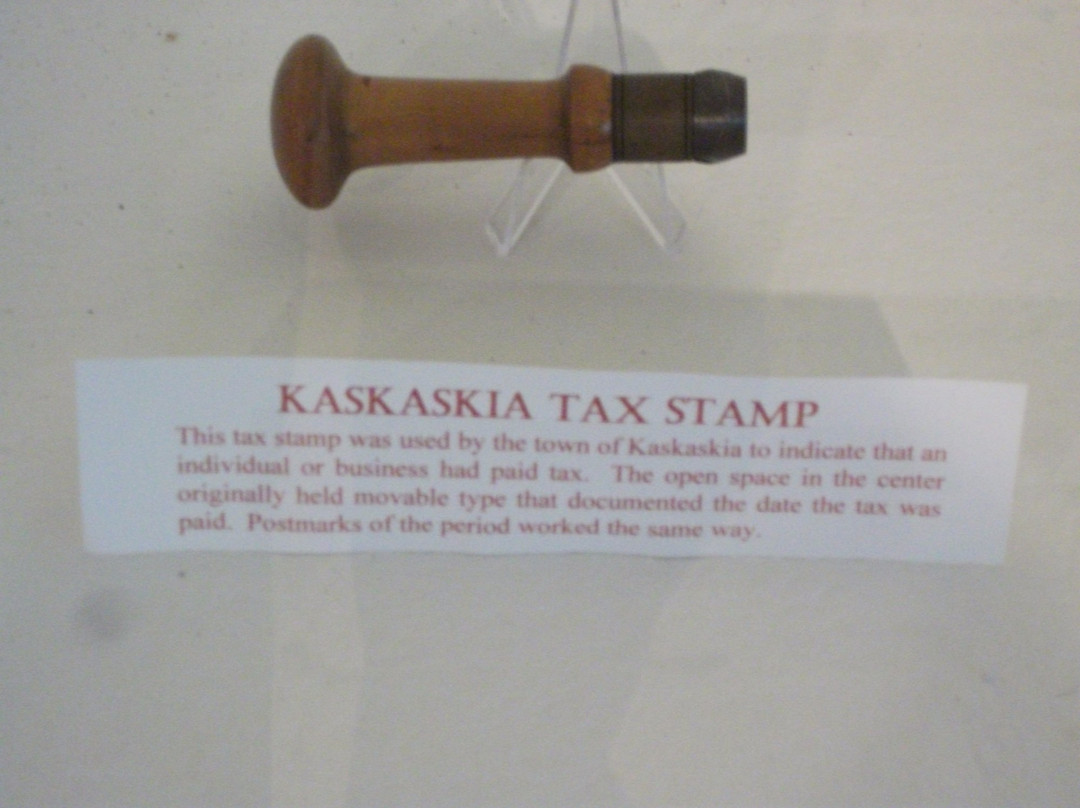 KASKASKIA TAX STAMP
This tax stamp was used by the town of Kaskaskia to indicate that an
individual or business had paid tax. The open space in the center
originally held movable type that documented the date the tax was
paid. Postmarks of the period worked the same way.